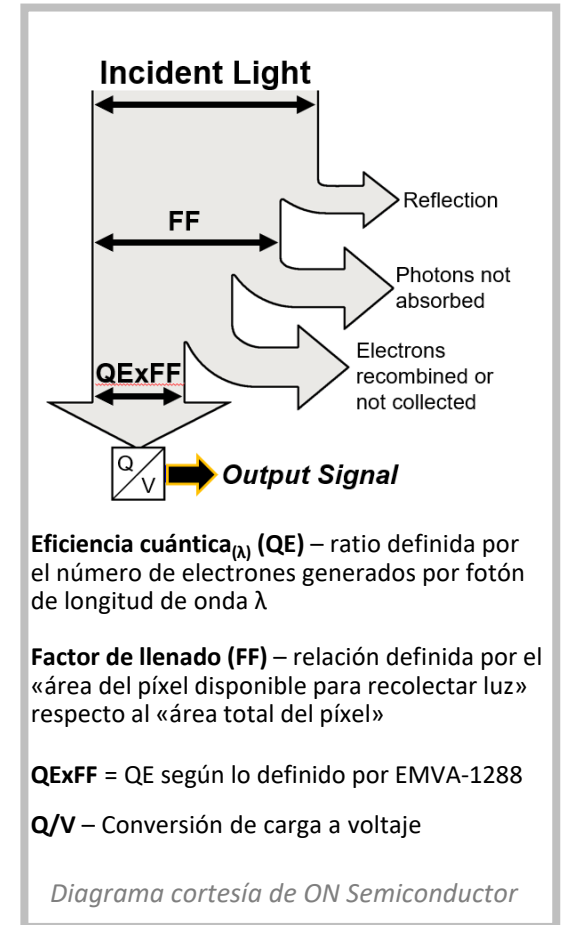 Incident Light
Reflection
FF
Photons not
absorbed
Electrons
recombined or
not collected
QExFF
Q
V
Output Signal
Eficiencia cuántica(λ) (QE) – ratio definida por
el número de electrones generados por fotón
de longitud de onda λ
Factor de llenado (FF) – relación definida por el
«área del píxel disponible para recolectar luz»
respecto al «área total del píxel»
QExFF = QE según lo definido por EMVA-1288
Q/V – Conversión de carga a voltaje
Diagrama cortesía de ON Semiconductor